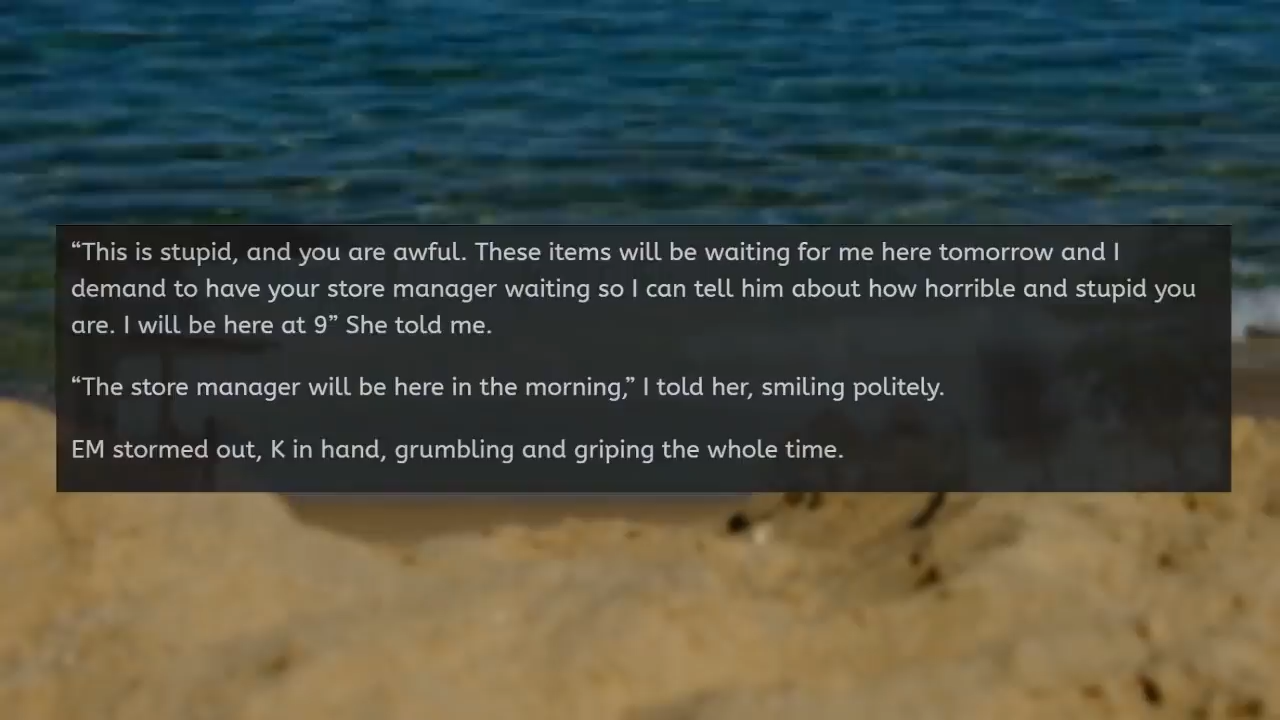 “This is stupid, and you are awful. These items will be waiting for me here tomorrow and I
demand to have your store manager waiting so I can tell him about how horrible and stupid you
are. I will be here at 9” She told me.
“The store manager will be here in the morning,” I told her, smiling politely.
EM stormed out, K in hand, grumbling and griping the whole time.